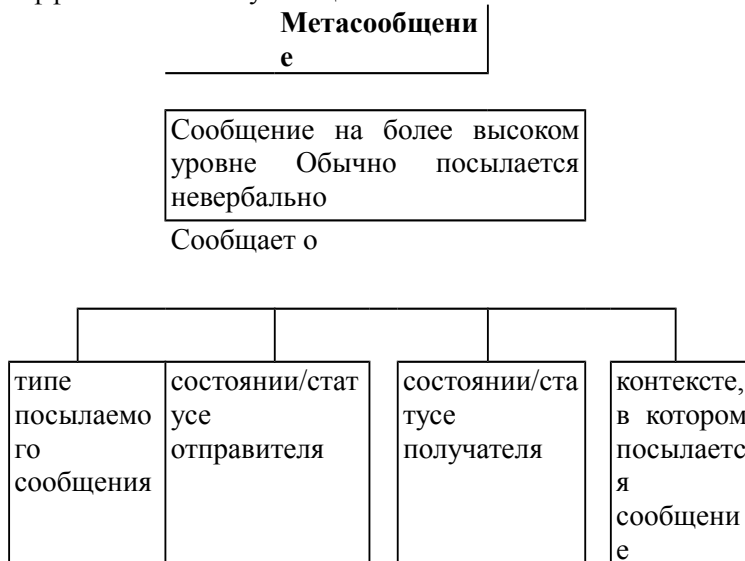 Метасообщени
е
Сообщение на более высоком
уровне Обычно посылается
невербально
Сообщает о
типе
посылаемо
го
сообщения
состоянии/стат
усе
отправителя
состоянии/ста
тусе
получателя
контексте,
в котором
посылаетс
я
сообщени
е